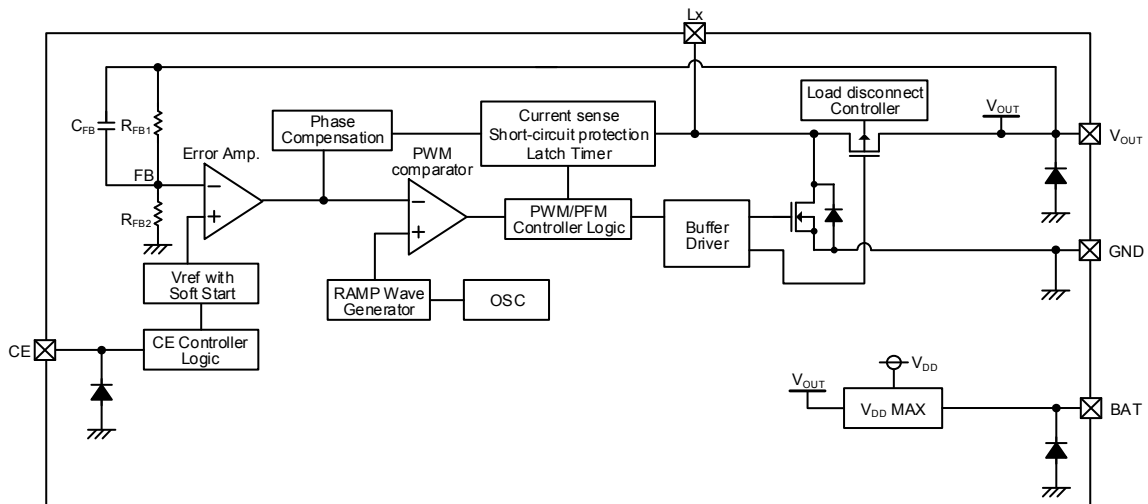 Lx
Load disconnect
Controller
VOUT
VOUT
CFB
RFB1
Phase
Compensation
Current sense
Short-circuit protection
Latch Timer
Error Amp.
PWM
comparator
FB
RFB2
PWM/PFM
Controller Logic
Buffer
Driver
GND
Vref with
Soft Start
RAMP Wave
Generator
OSC
CE
CE Controller
Logic
VDD
VOUT
VDD MAX
BAT